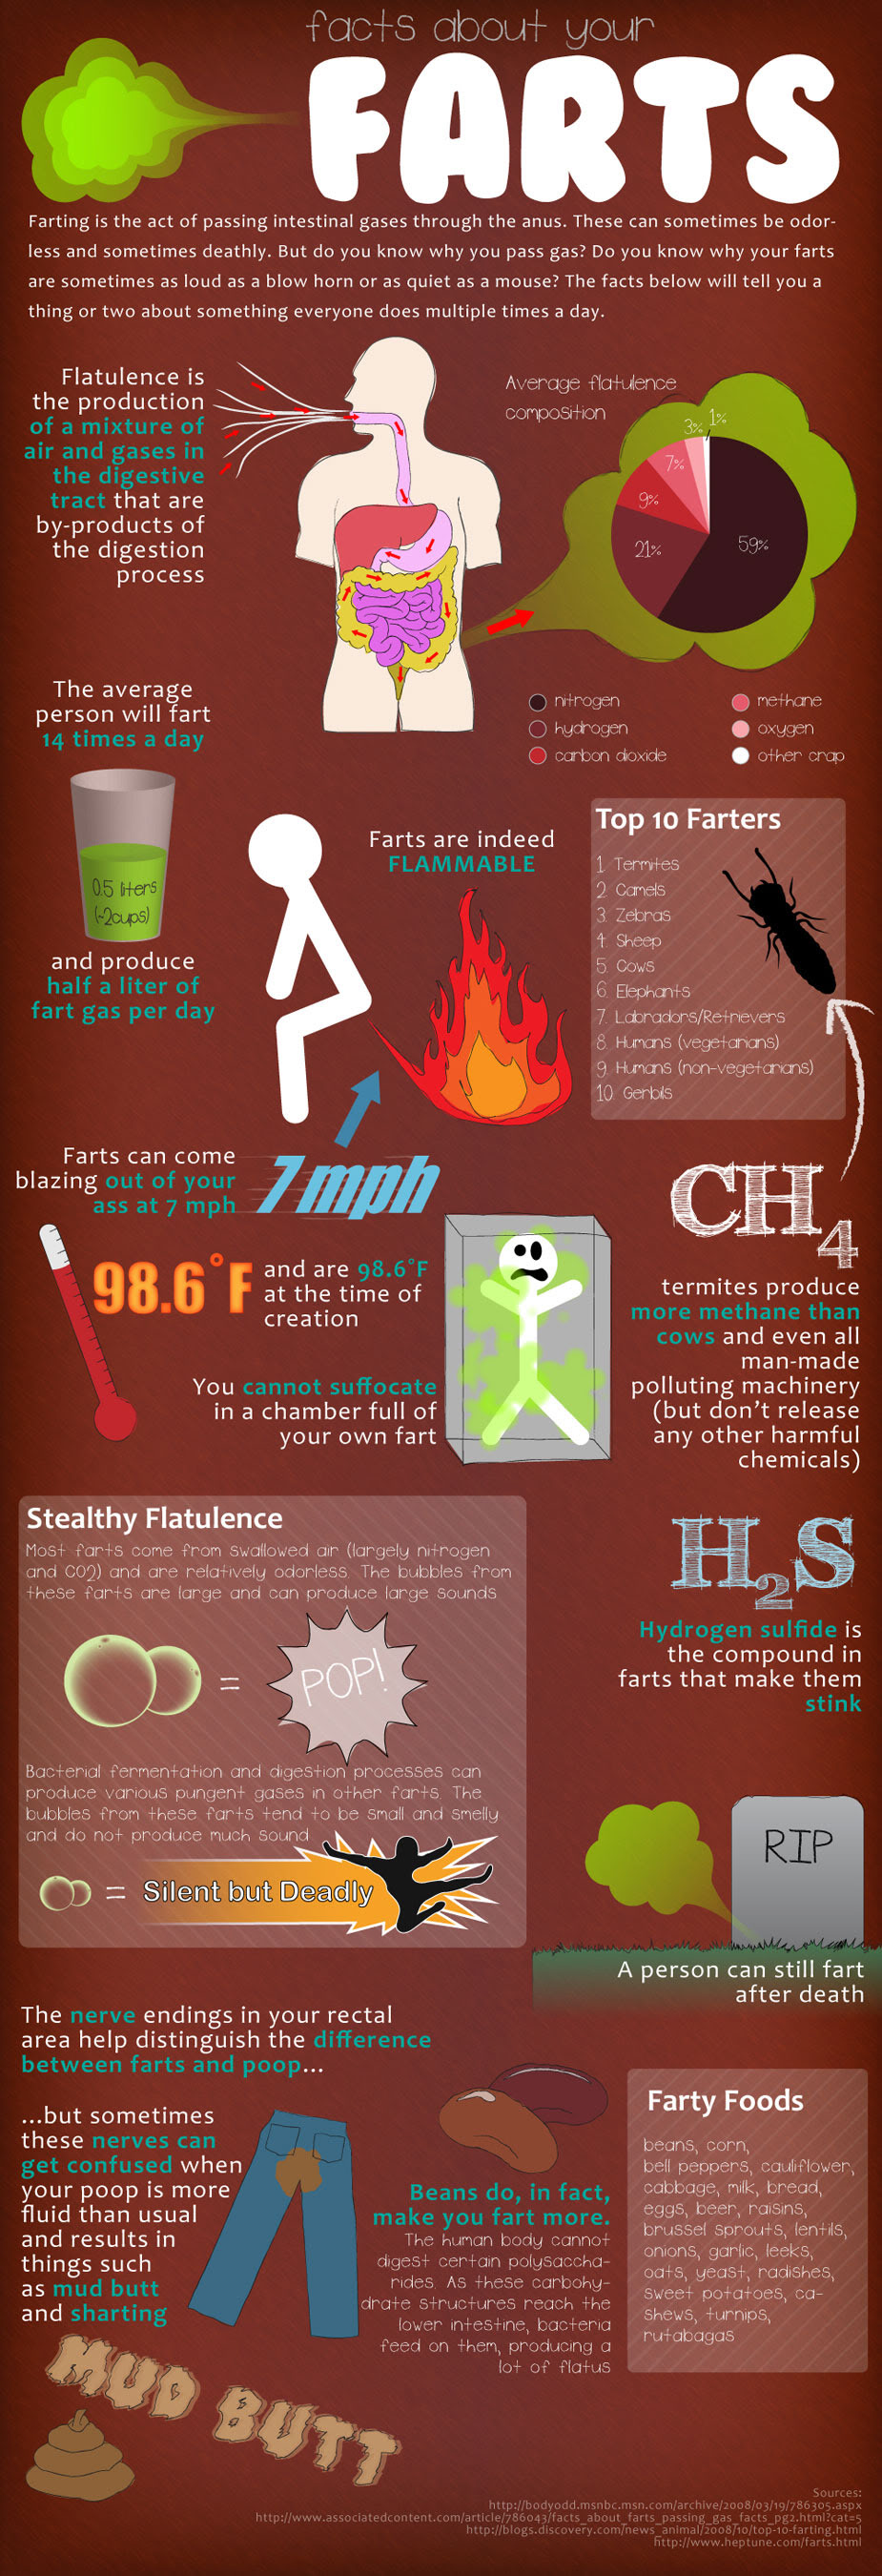 facts about your
FARTS
Farting is the act of passing intestinal gases through the anus. These can sometimes be odor-
less and sometimes deathly. But do you know why you pass gas? Do you know why your farts
are sometimes as loud as a blow horn or as quiet as a mouse? The facts below will tell you a
thing or two about something everyone does multiple times a day.
Flatulence is
the production
of a mixture of
air and gases in
the digestive
tract that are
by-products of
the digestion
process
Average flatulence
composition
1%
3%
7%
9%
21%
59%
nitrogen
hydrogen
carbon dioxide
methane
oxygen
other crap
The average
person will fart
14 times a day
0.5 liters
(~2cups)
and produce
half a liter of
fart gas per day
Farts are indeed
FLAMMABLE
Top 10 Farters
1. Termites
2. Camels
3. Zebras
4. Sheep
5. Cows
6. Elephants
7. Labradors/Retrievers
8. Humans (vegetarians)
9. Humans (non-vegetarians)
10. Gerbils
Farts can come
blazing out of your
ass at 7 mph
7mph
98.6°F
and are 98.6°F
at the time of
creation
You cannot suffocate
in a chamber full of
your own fart
CH4
termites produce
more methane than
cows and even all
man-made
polluting machinery
(but don't release
any other harmful
chemicals)
Stealthy Flatulence
Most farts come from swallowed air (largely nitrogen
and CO2) and are relatively odorless. The bubbles from
these farts are large and can produce large sounds.
= POP!
Bacterial fermentation and digestion processes can
produce various pungent gases in other farts. The
bubbles from these farts tend to be small and smelly
and do not produce much sound.
= Silent but Deadly
H2S
Hydrogen sulfide is
the compound in
farts that make them
stink
RIP
A person can still fart
after death
The nerve endings in your rectal
area help distinguish the difference
between farts and poop...
...but sometimes
these nerves can
get confused when
your poop is more
fluid than usual
and results in
things such
as mud butt
and sharting
MUD BUTT
Beans do, in fact,
make you fart more.
The human body cannot
digest certain polysaccha-
rides. As these carbohy-
drate structures reach the
lower intestine, bacteria
feed on them, producing a
lot of flatus
Farty Foods
beans, corn,
bell peppers, cauliflower,
cabbage, milk, bread,
eggs, beer, raisins,
brussel sprouts, lentils,
onions, garlic, leeks,
oats, yeast, radishes,
sweet potatoes, ca-
shews, turnips,
rutabagas
Sources:
http://bodyodd.msnbc.msn.com/archive/2008/03/19/786305.aspx
http://www.associatedcontent.com/article/786043/facts_about_farts_passing_gas_facts_pg2.html?cat=5
http://blogs.discovery.com/news_animal/2008/10/top-10-farting.html
http://www.heptune.com/farts.html